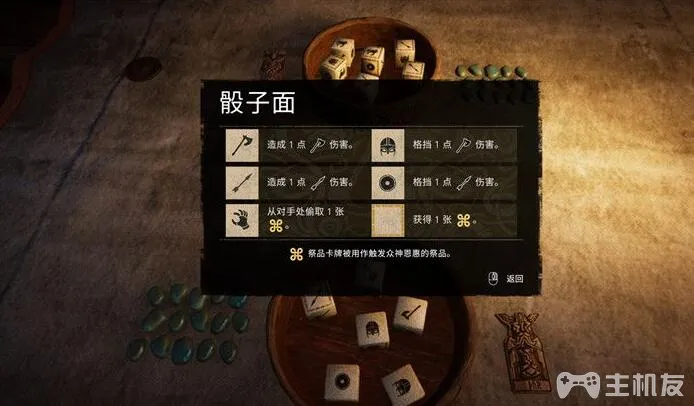 骰子面
造成 1 点 伤害。
格挡 1 点 伤害。
造成 1 点 伤害。
格挡 1 点 伤害。
从对手处偷取 1 张
。
获得 1 张 。
祭品卡牌被用作触发众神恩惠的祭品。
返回
主机友